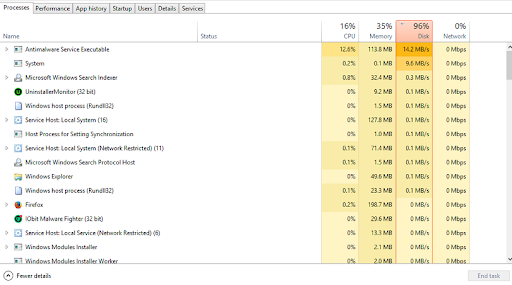 Processes Performance App history Startup Users Details Services
16% 35% 96% 0%
Name Status CPU Memory Disk Network
Antimalware Service Executable 12.6% 113.8 MB 14.2 MB/s 0 Mbps
System 0.2% 0.1 MB 9.6 MB/s 0 Mbps
Microsoft Windows Search Indexer 0.8% 32.4 MB 0.3 MB/s 0 Mbps
UninstallerMonitor (32 bit) 0% 9.2 MB 0.1 MB/s 0 Mbps
Windows host process (Rundll32) 0% 1.5 MB 0.1 MB/s 0 Mbps
Service Host: Local System (16) 0% 127.8 MB 0.1 MB/s 0 Mbps
Host Process for Setting Synchronization 0% 1.0 MB 0.1 MB/s 0 Mbps
Service Host: Local System (Network Restricted) (11) 0.1% 71.4 MB 0.1 MB/s 0 Mbps
Microsoft Windows Search Protocol Host 0.1% 1.5 MB 0.1 MB/s 0 Mbps
Windows Explorer 0% 49.6 MB 0.1 MB/s 0 Mbps
Windows host process (Rundll32) 0.1% 23.3 MB 0.1 MB/s 0 Mbps
Firefox 0.2% 198.7 MB 0 MB/s 0 Mbps
IObit Malware Fighter (32 bit) 0% 29.6 MB 0 MB/s 0 Mbps
Service Host: Local Service (Network Restricted) (6) 0% 13.3 MB 0 MB/s 0 Mbps
Windows Modules Installer 0.1% 2.1 MB 0 MB/s 0 Mbps
Windows Modules Installer Worker 0% 2.0 MB 0 MB/s 0 Mbps
Fewer details End task